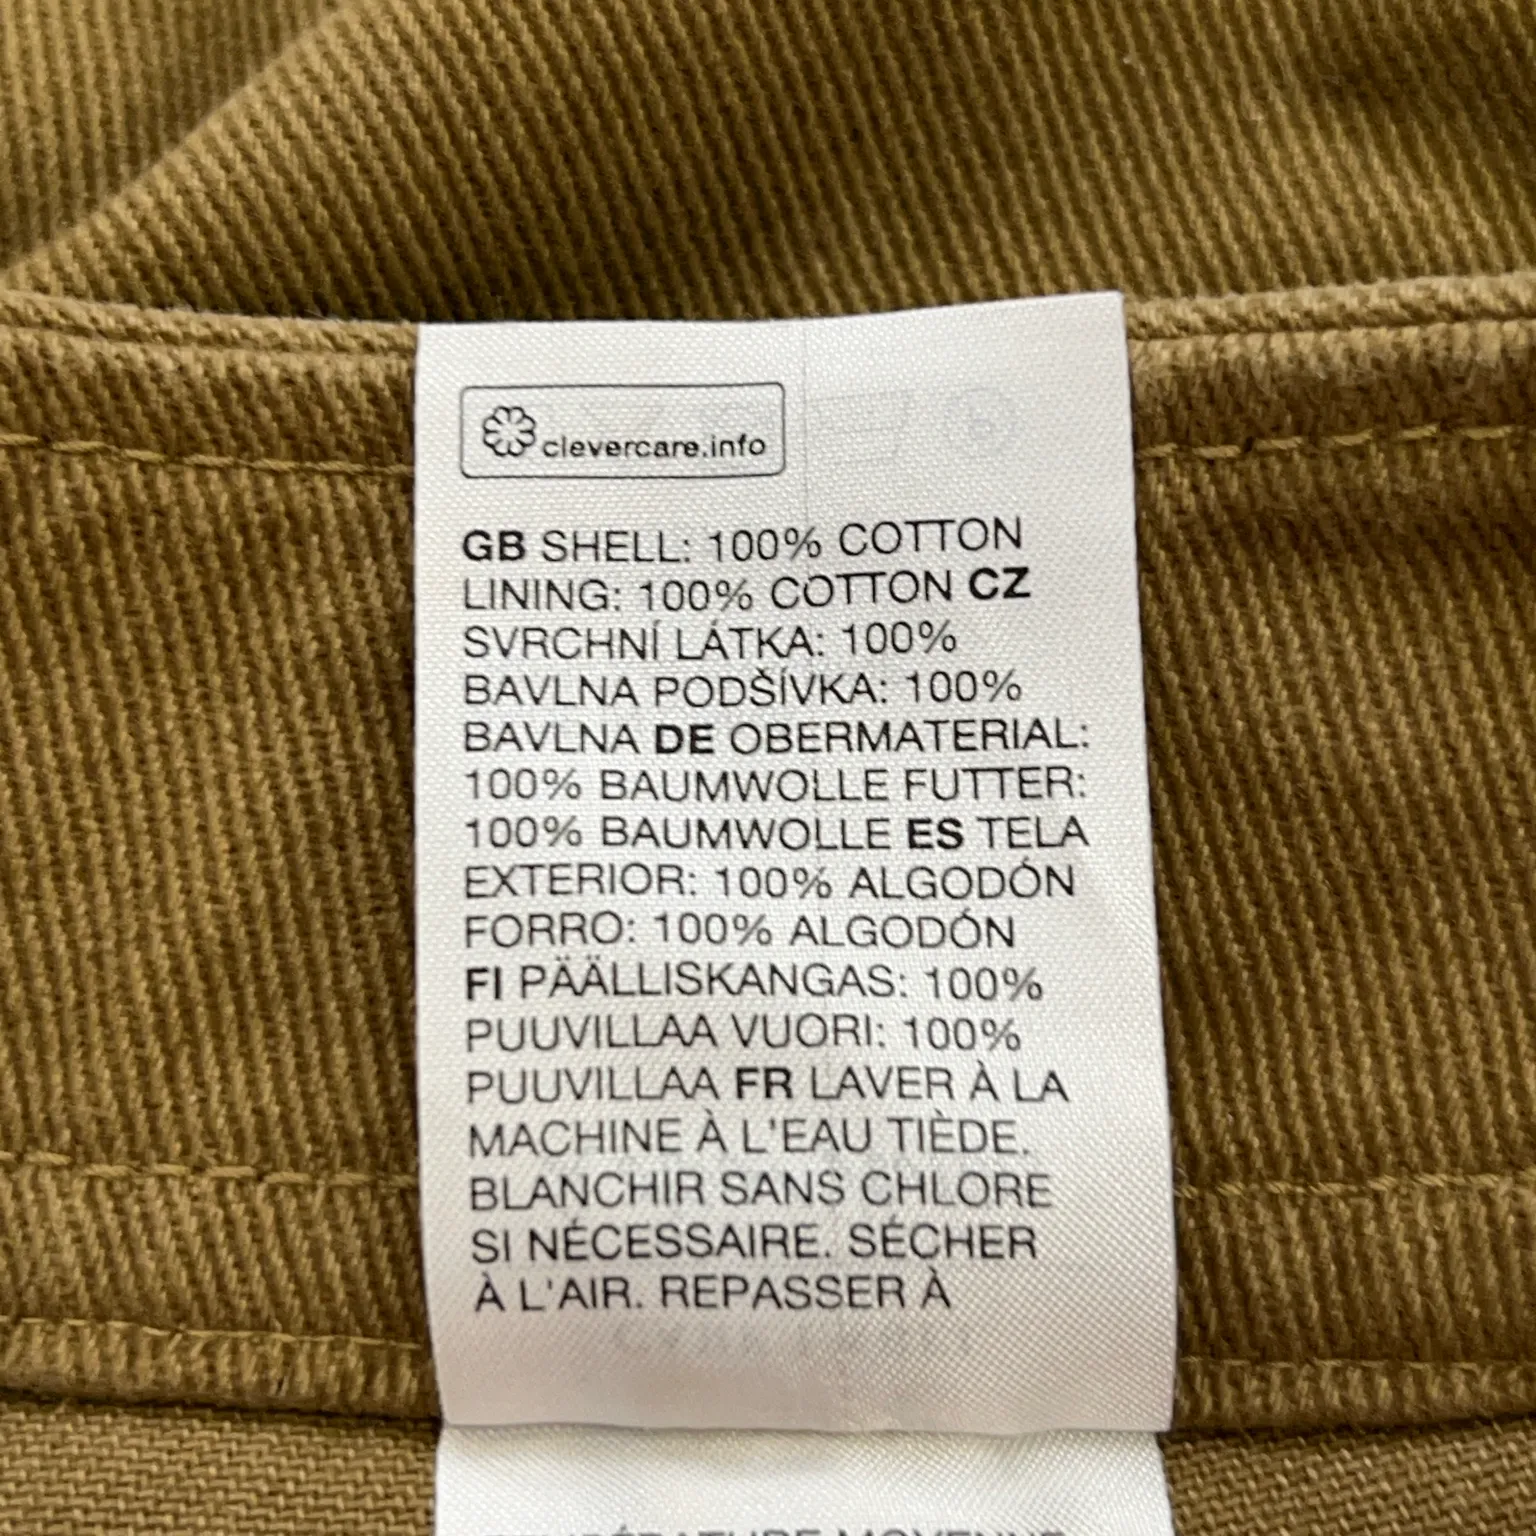 clevercare.info
GB SHELL: 100% COTTON
LINING: 100% COTTON CZ
SVRCHNÍ LÁTKA: 100%
BAVLNA PODŠÍVKA: 100%
BAVLNA DE OBERMATERIAL:
100% BAUMWOLLE FUTTER:
100% BAUMWOLLE ES TELA
EXTERIOR: 100% ALGODÓN
FORRO: 100% ALGODÓN
FI PÄÄLLISKANGAS: 100%
PUUVILLAA VUORI: 100%
PUUVILLAA FR LAVER À LA
MACHINE À L'EAU TIÈDE.
BLANCHIR SANS CHLORE
SI NÉCESSAIRE. SÉCHER
À L'AIR. REPASSER À